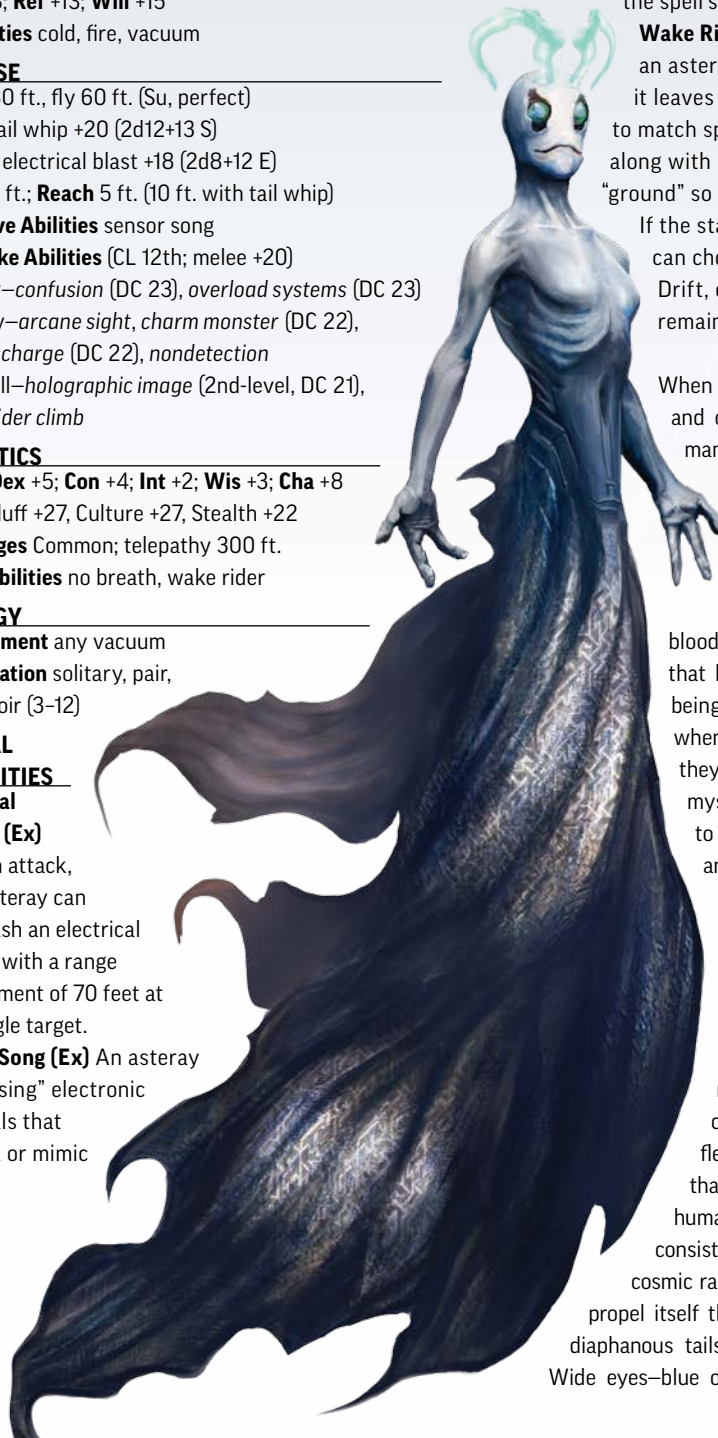 Ref +13; Will +15
ties cold, fire, vacuum
SE
0 ft., fly 60 ft. (Su, perfect)
ail whip +20 (2d12+13 S)
electrical blast +18 (2d8+12 E)
ft.; Reach 5 ft. (10 ft. with tail whip)
ve Abilities sensor song
ke Abilities (CL 12th; melee +20)
—confusion (DC 23), overload systems (DC 23)
y—arcane sight, charm monster (DC 22),
charge (DC 22), nondetection
ll—holographic image (2nd-level, DC 21),
ider climb
TICS
Dex +5; Con +4; Int +2; Wis +3; Cha +8
luff +27, Culture +27, Stealth +22
ges Common; telepathy 300 ft.
bilities no breath, wake rider
GY
ment any vacuum
ation solitary, pair,
oir (3–12)
AL
ITIES
al
(Ex)
n attack,
teray can
ash an electrical
with a range
ment of 70 feet at
gle target.
Song (Ex) An asteray
sing” electronic
ls that
or mimic
the spell s
Wake Ri
an aster
it leaves
to match sp
along with
“ground” so
If the sta
can cho
Drift, 
remain
When
and
man
blood
that
being
when
they
mys
to
an
fle
tha
huma
consist
cosmic ra
propel itself th
diaphanous tails
Wide eyes—blue o